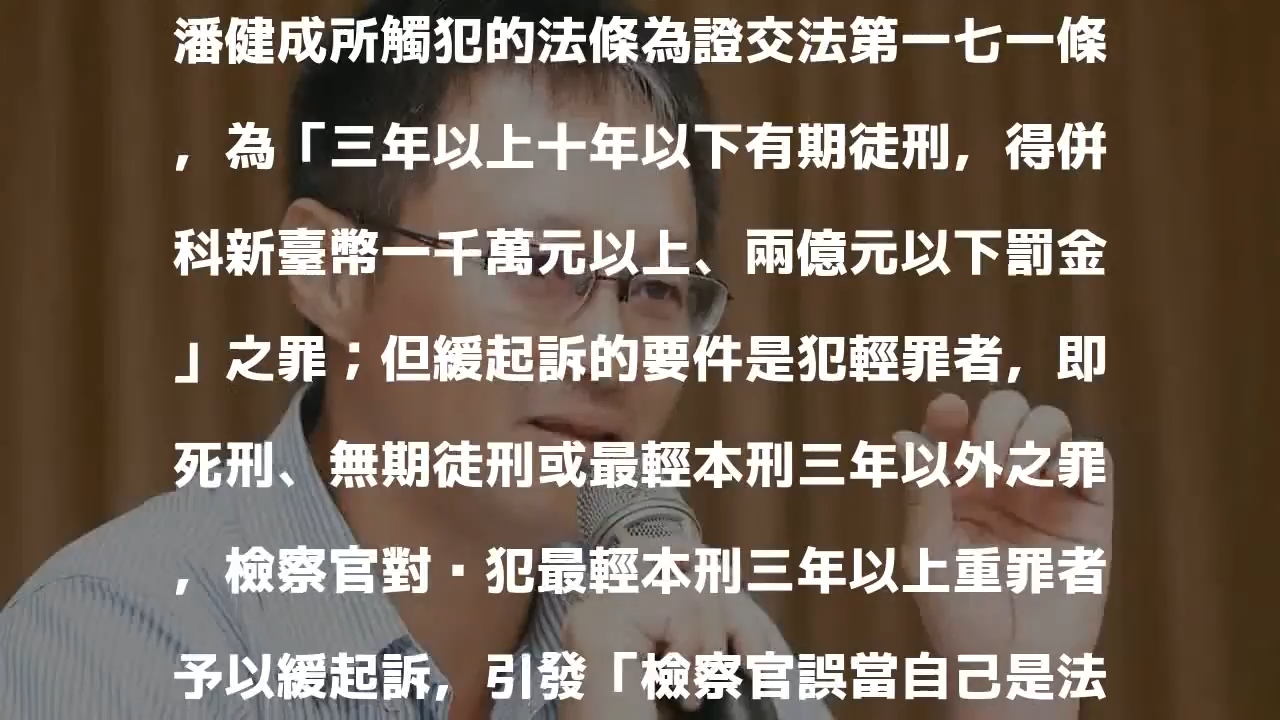 潘健成所觸犯的法條為證交法第一七一條
，為「三年以上十年以下有期徒刑，得併
科新臺幣一千萬元以上、兩億元以下罰金
」之罪；但緩起訴的要件是犯輕罪者，即
死刑、無期徒刑或最輕本刑三年以外之罪
，檢察官對·犯最輕本刑三年以上重罪者
予以緩起訴，引發「檢察官誤當自己是法